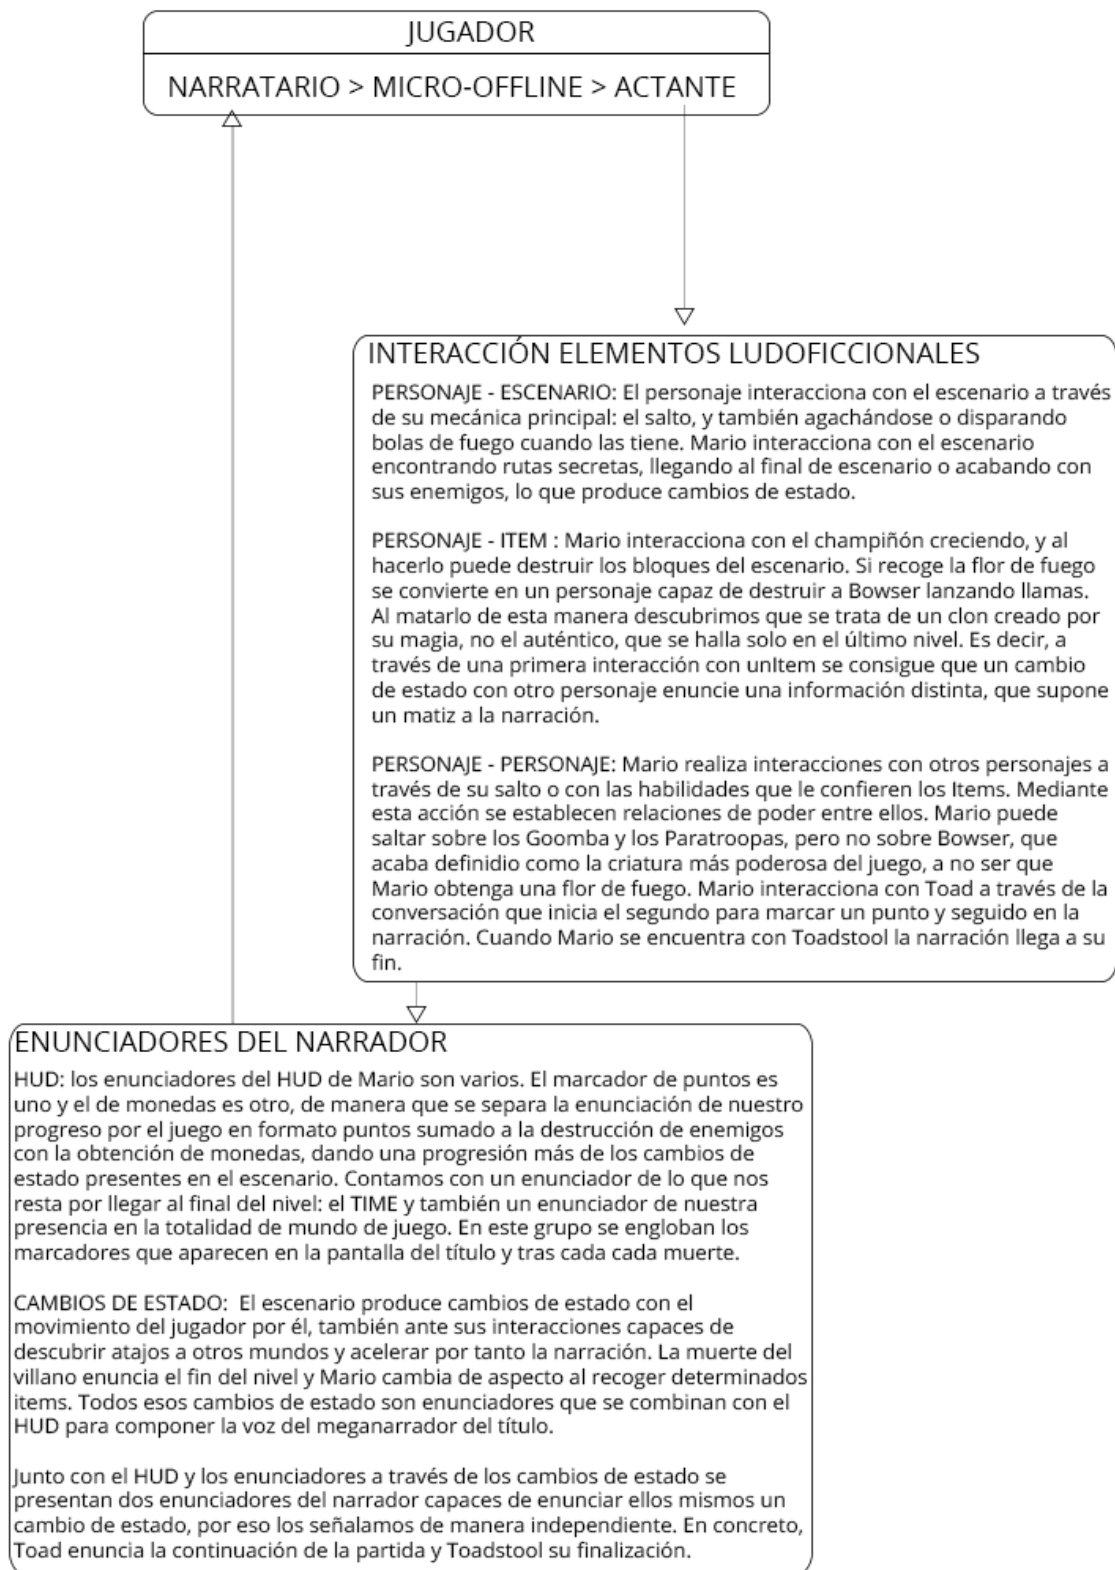 JUGADOR
NARRATARIO > MICRO-OFFLINE > ACTANTE
INTERACCIÓN ELEMENTOS LUDOFICCIONALES
PERSONAJE - ESCENARIO: El personaje interacciona con el escenario a través
de su mecánica principal: el salto, y también agachándose o disparando
bolas de fuego cuando las tiene. Mario interacciona con el escenario
encontrando rutas secretas, llegando al final de escenario o acabando con
sus enemigos, lo que produce cambios de estado.
PERSONAJE - ITEM : Mario interacciona con el champiñón creciendo, y al
hacerlo puede destruir los bloques del escenario. Si recoge la flor de fuego
se convierte en un personaje capaz de destruir a Bowser lanzando llamas.
Al matarlo de esta manera descubrimos que se trata de un clon creado por
su magia, no el auténtico, que se halla solo en el último nivel. Es decir, a
través de una primera interacción con unItem se consigue que un cambio
de estado con otro personaje enuncie una información distinta, que supone
un matiz a la narración.
PERSONAJE - PERSONAJE: Mario realiza interacciones con otros personajes a
través de su salto o con las habilidades que le confieren los Items. Mediante
esta acción se establecen relaciones de poder entre ellos. Mario puede
saltar sobre los Goomba y los Paratroopas, pero no sobre Bowser, que
acaba definidio como la criatura más poderosa del juego, a no ser que
Mario obtenga una flor de fuego. Mario interacciona con Toad a través de la
conversación que inicia el segundo para marcar un punto y seguido en la
narración. Cuando Mario se encuentra con Toadstool la narración llega a su
fin.
ENUNCIADORES DEL NARRADOR
HUD: los enunciadores del HUD de Mario son varios. El marcador de puntos es
uno y el de monedas es otro, de manera que se separa la enunciación de nuestro
progreso por el juego en formato puntos sumado a la destrucción de enemigos
con la obtención de monedas, dando una progresión más de los cambios de
estado presentes en el escenario. Contamos con un enunciador de lo que nos
resta por llegar al final del nivel: el TIME y también un enunciador de nuestra
presencia en la totalidad de mundo de juego. En este grupo se engloban los
marcadores que aparecen en la pantalla del título y tras cada cada muerte.
CAMBIOS DE ESTADO:  El escenario produce cambios de estado con el
movimiento del jugador por él, también ante sus interacciones capaces de
descubrir atajos a otros mundos y acelerar por tanto la narración. La muerte del
villano enuncia el fin del nivel y Mario cambia de aspecto al recoger determinados
items. Todos esos cambios de estado son enunciadores que se combinan con el
HUD para componer la voz del meganarrador del título.
Junto con el HUD y los enunciadores a través de los cambios de estado se
presentan dos enunciadores del narrador capaces de enunciar ellos mismos un
cambio de estado, por eso los señalamos de manera independiente. En concreto,
Toad enuncia la continuación de la partida y Toadstool su finalización.